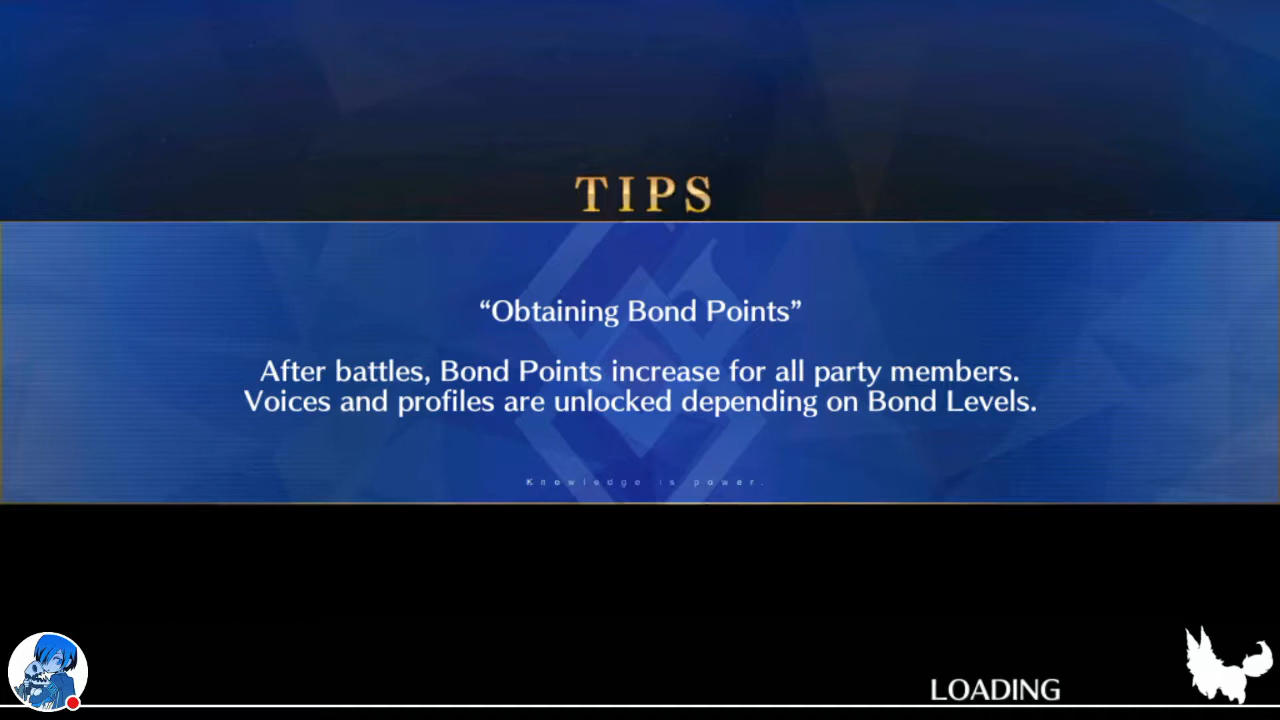 TIPS
“Obtaining Bond Points”
After battles, Bond Points increase for all party members.
Voices and profiles are unlocked depending on Bond Levels.
Knowledge is power.
LOADING